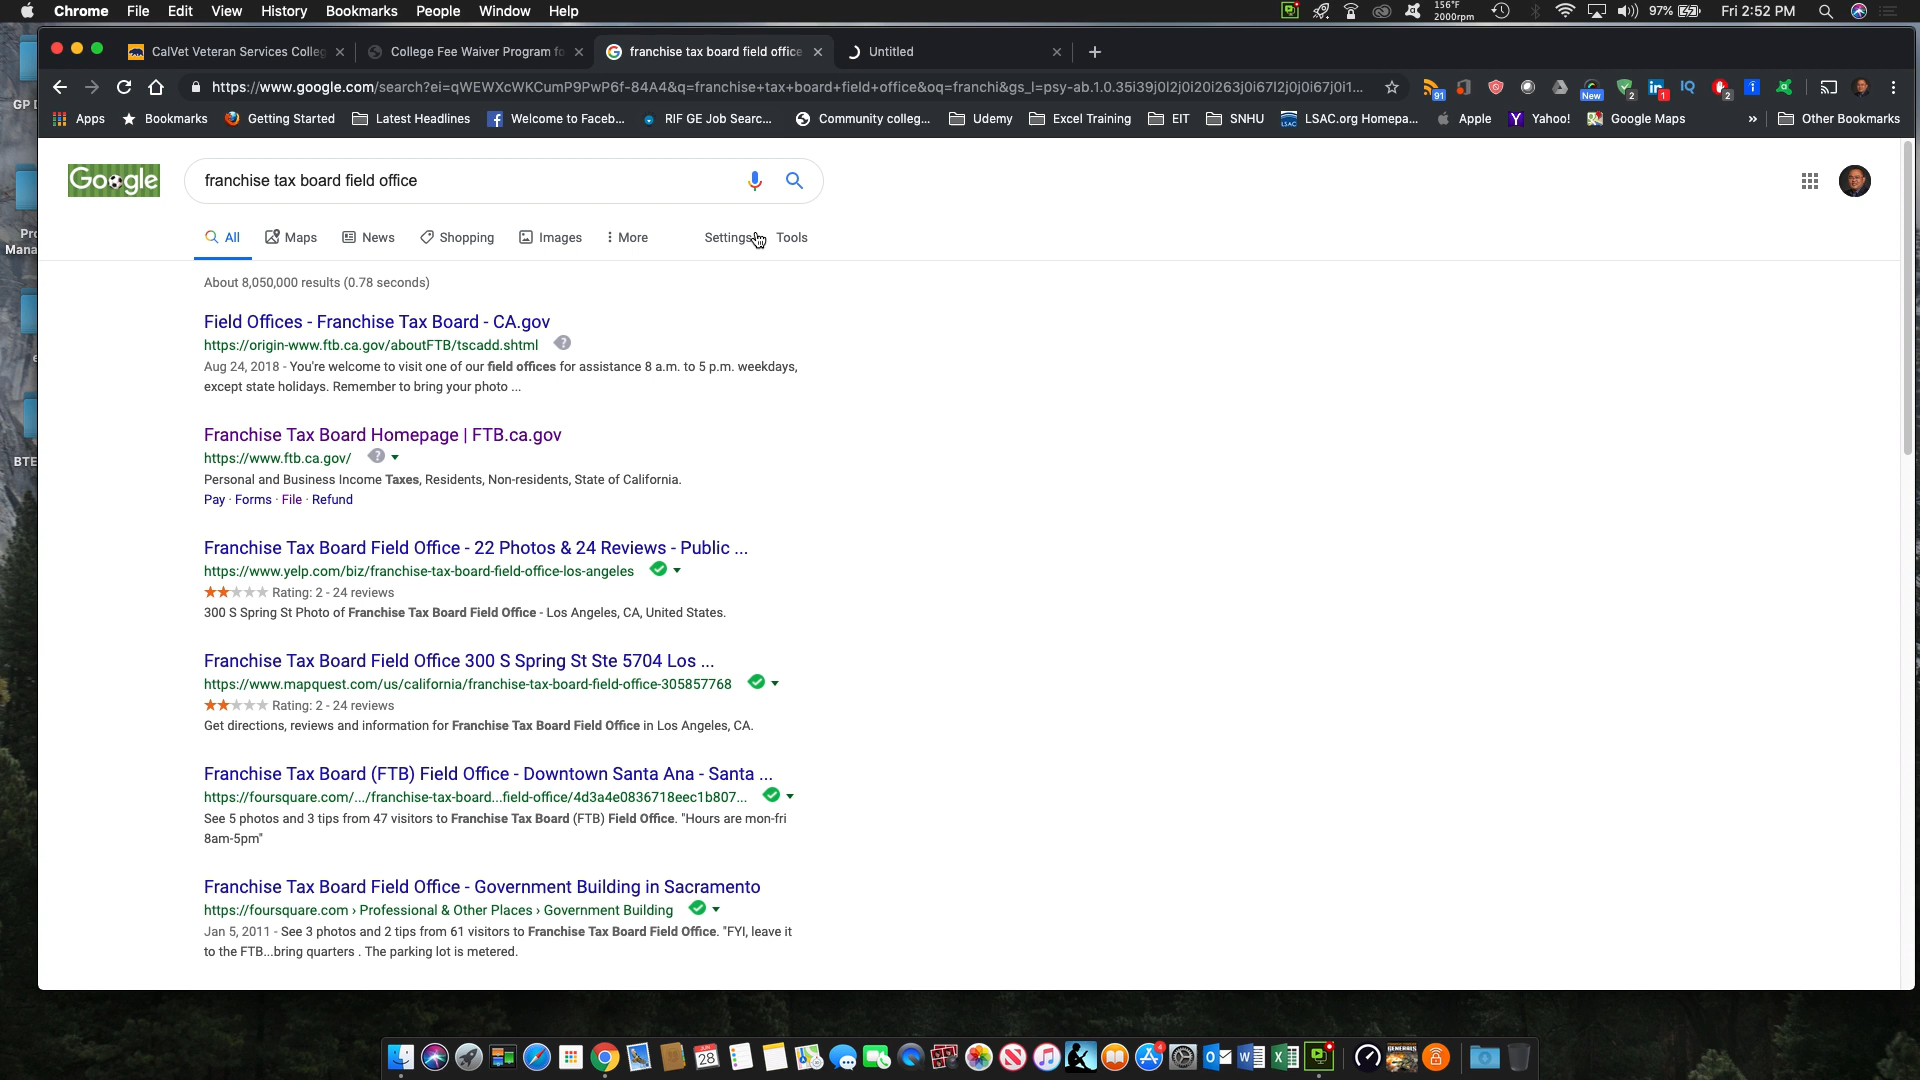 Chrome File Edit View History Bookmarks People Window Help 156°F 2000rpm 97% Fri 2:52 PM
CalVet Veteran Services Colleg College Fee Waiver Program fo franchise tax board field office Untitled
https://www.google.com/search?ei=qWEWXcWKCumP9PwP6f-84A4&q=franchise+tax+board+field+office&oq=franchi&gs_l=psy-ab.1.0.35i39j0l2j0i20i263j0i67l2j0j0i67j0i1... 91 New 2 1 2
Apps Bookmarks Getting Started Latest Headlines Welcome to Faceb... RIF GE Job Searc... Community colleg... Udemy Excel Training EIT SNHU LSAC.org Homepa... Apple Yahoo! Google Maps » Other Bookmarks
Google franchise tax board field office
All Maps News Shopping Images More Settings Tools
About 8,050,000 results (0.78 seconds)
Field Offices - Franchise Tax Board - CA.gov
https://origin-www.ftb.ca.gov/aboutFTB/tscadd.shtml
Aug 24, 2018 - You're welcome to visit one of our field offices for assistance 8 a.m. to 5 p.m. weekdays,
except state holidays. Remember to bring your photo ...
Franchise Tax Board Homepage | FTB.ca.gov
https://www.ftb.ca.gov/
Personal and Business Income Taxes, Residents, Non-residents, State of California.
Pay · Forms · File · Refund
Franchise Tax Board Field Office - 22 Photos & 24 Reviews - Public ...
https://www.yelp.com/biz/franchise-tax-board-field-office-los-angeles
Rating: 2 - 24 reviews
300 S Spring St Photo of Franchise Tax Board Field Office - Los Angeles, CA, United States.
Franchise Tax Board Field Office 300 S Spring St Ste 5704 Los ...
https://www.mapquest.com/us/california/franchise-tax-board-field-office-305857768
Rating: 2 - 24 reviews
Get directions, reviews and information for Franchise Tax Board Field Office in Los Angeles, CA.
Franchise Tax Board (FTB) Field Office - Downtown Santa Ana - Santa ...
https://foursquare.com/.../franchise-tax-board...field-office/4d3a4e0836718eec1b807...
See 5 photos and 3 tips from 47 visitors to Franchise Tax Board (FTB) Field Office. "Hours are mon-fri
8am-5pm"
Franchise Tax Board Field Office - Government Building in Sacramento
https://foursquare.com › Professional & Other Places › Government Building
Jan 5, 2011 - See 3 photos and 2 tips from 61 visitors to Franchise Tax Board Field Office. "FYI, leave it
to the FTB...bring quarters . The parking lot is metered.
GP D
Pro
Mana
BTE
JUN
28
4